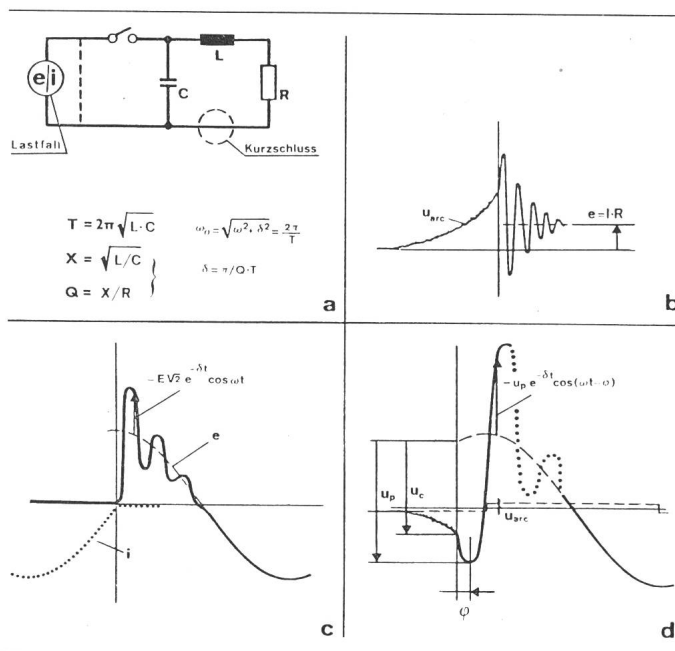 e/i
L
C
R
Lastfall
Kurzschluss
T = 2π √L·C
ω₀ = √ω², δ² = 2π/T
X = √L/C
δ = π/Q·T
Q = X/R
a
u_arc
e = I·R
b
−E√2 e^−δt cos ωt
e
i
c
−u_p e^−δt cos(ωt−φ)
u_p
u_c
u_arc
φ
d